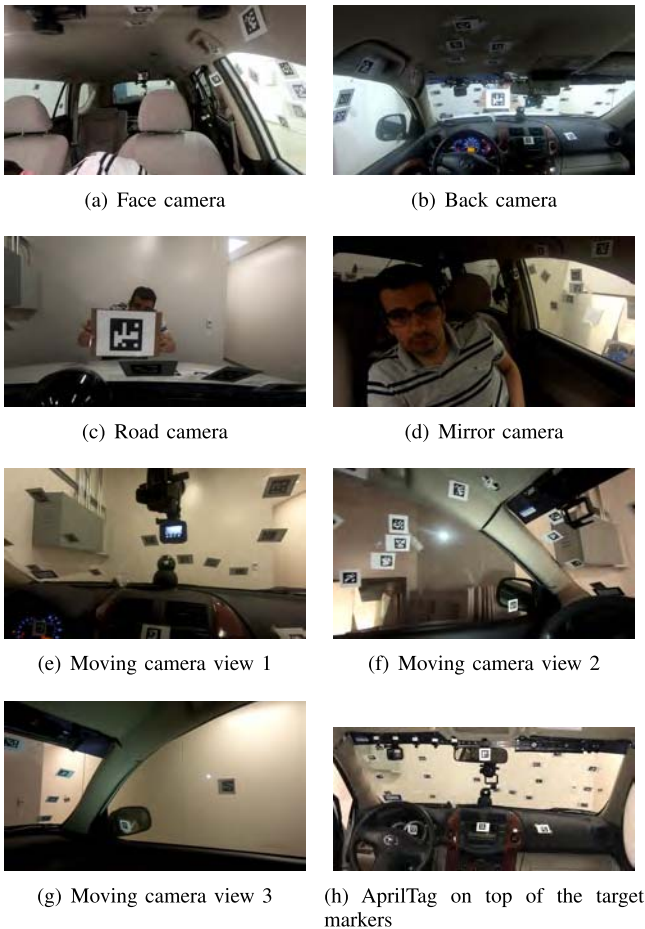 (a) Face camera
(b) Back camera
(c) Road camera
(d) Mirror camera
(e) Moving camera view 1
(f) Moving camera view 2
(g) Moving camera view 3
(h) AprilTag on top of the target
markers